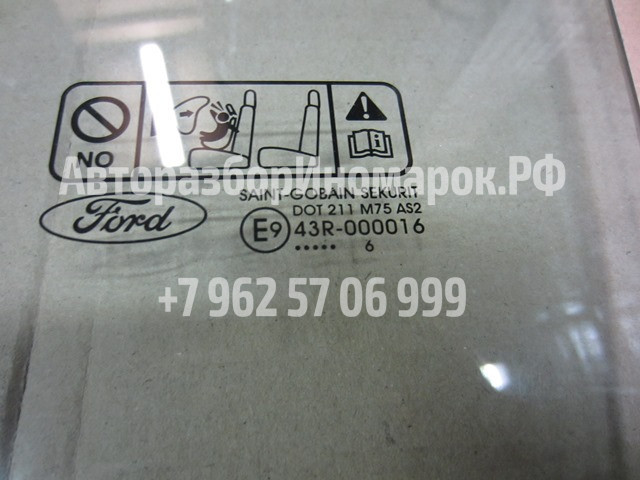 NO
АвторазборИномарок.РФ
Ford
SAINT-GOBAIN SEKURIT
DOT 211 M75 AS2
E9 43R-000016
..... 6
+7 962 57 06 999